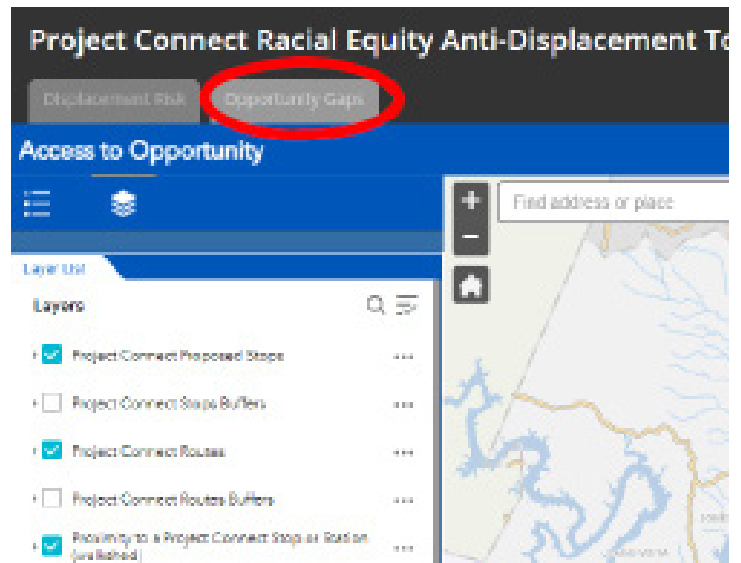 Project Connect Racial Equity Anti-Displacement To
Displacement Risk
Opportunity Gaps
Access to Opportunity
Find address or place
Layer List
Layers
Project Connect Proposed Stops
Project Connect Stops Buffers
Project Connect Routes
Project Connect Routes Buffers
Proximity to a Project Connect Stop or Station